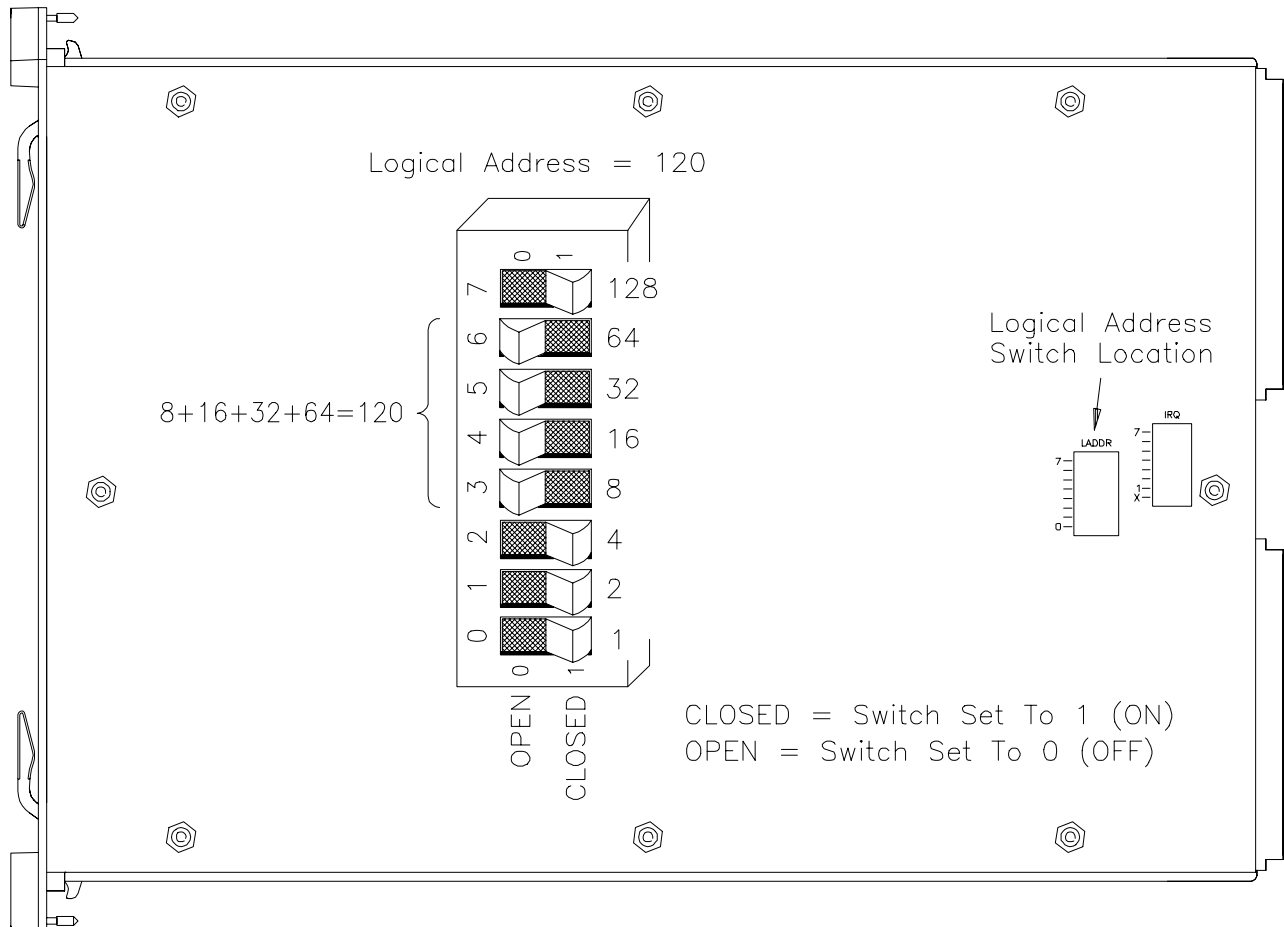 Logical Address = 120
0 1
7 128
6 64
5 32
8+16+32+64=120
4 16
3 8
2 4
1 2
0 1
0 1
OPEN CLOSED
Logical Address
Switch Location
LADDR
7
0
IRQ
7
1
X
CLOSED = Switch Set To 1 (ON)
OPEN = Switch Set To 0 (OFF)